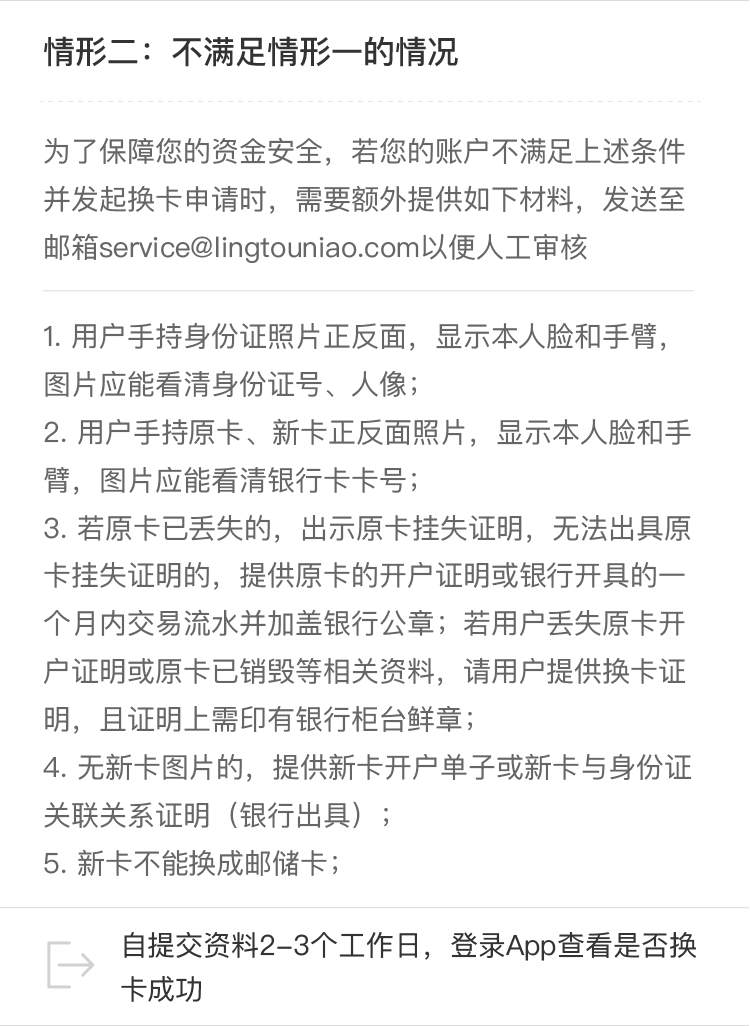 情形二：不满足情形一的情况
为了保障您的资金安全，若您的账户不满足上述条件
并发起换卡申请时，需要额外提供如下材料，发送至
邮箱service@lingtouniao.com以便人工审核
1. 用户手持身份证照片正反面，显示本人脸和手臂，
图片应能看清身份证号、人像；
2. 用户手持原卡、新卡正反面照片，显示本人脸和手
臂，图片应能看清银行卡卡号；
3. 若原卡已丢失的，出示原卡挂失证明，无法出具原
卡挂失证明的，提供原卡的开户证明或银行开具的一
个月内交易流水并加盖银行公章；若用户丢失原卡开
户证明或原卡已销毁等相关资料，请用户提供换卡证
明，且证明上需印有银行柜台鲜章；
4. 无新卡图片的，提供新卡开户单子或新卡与身份证
关联关系证明（银行出具）；
5. 新卡不能换成邮储卡；
自提交资料2–3个工作日，登录App查看是否换
卡成功